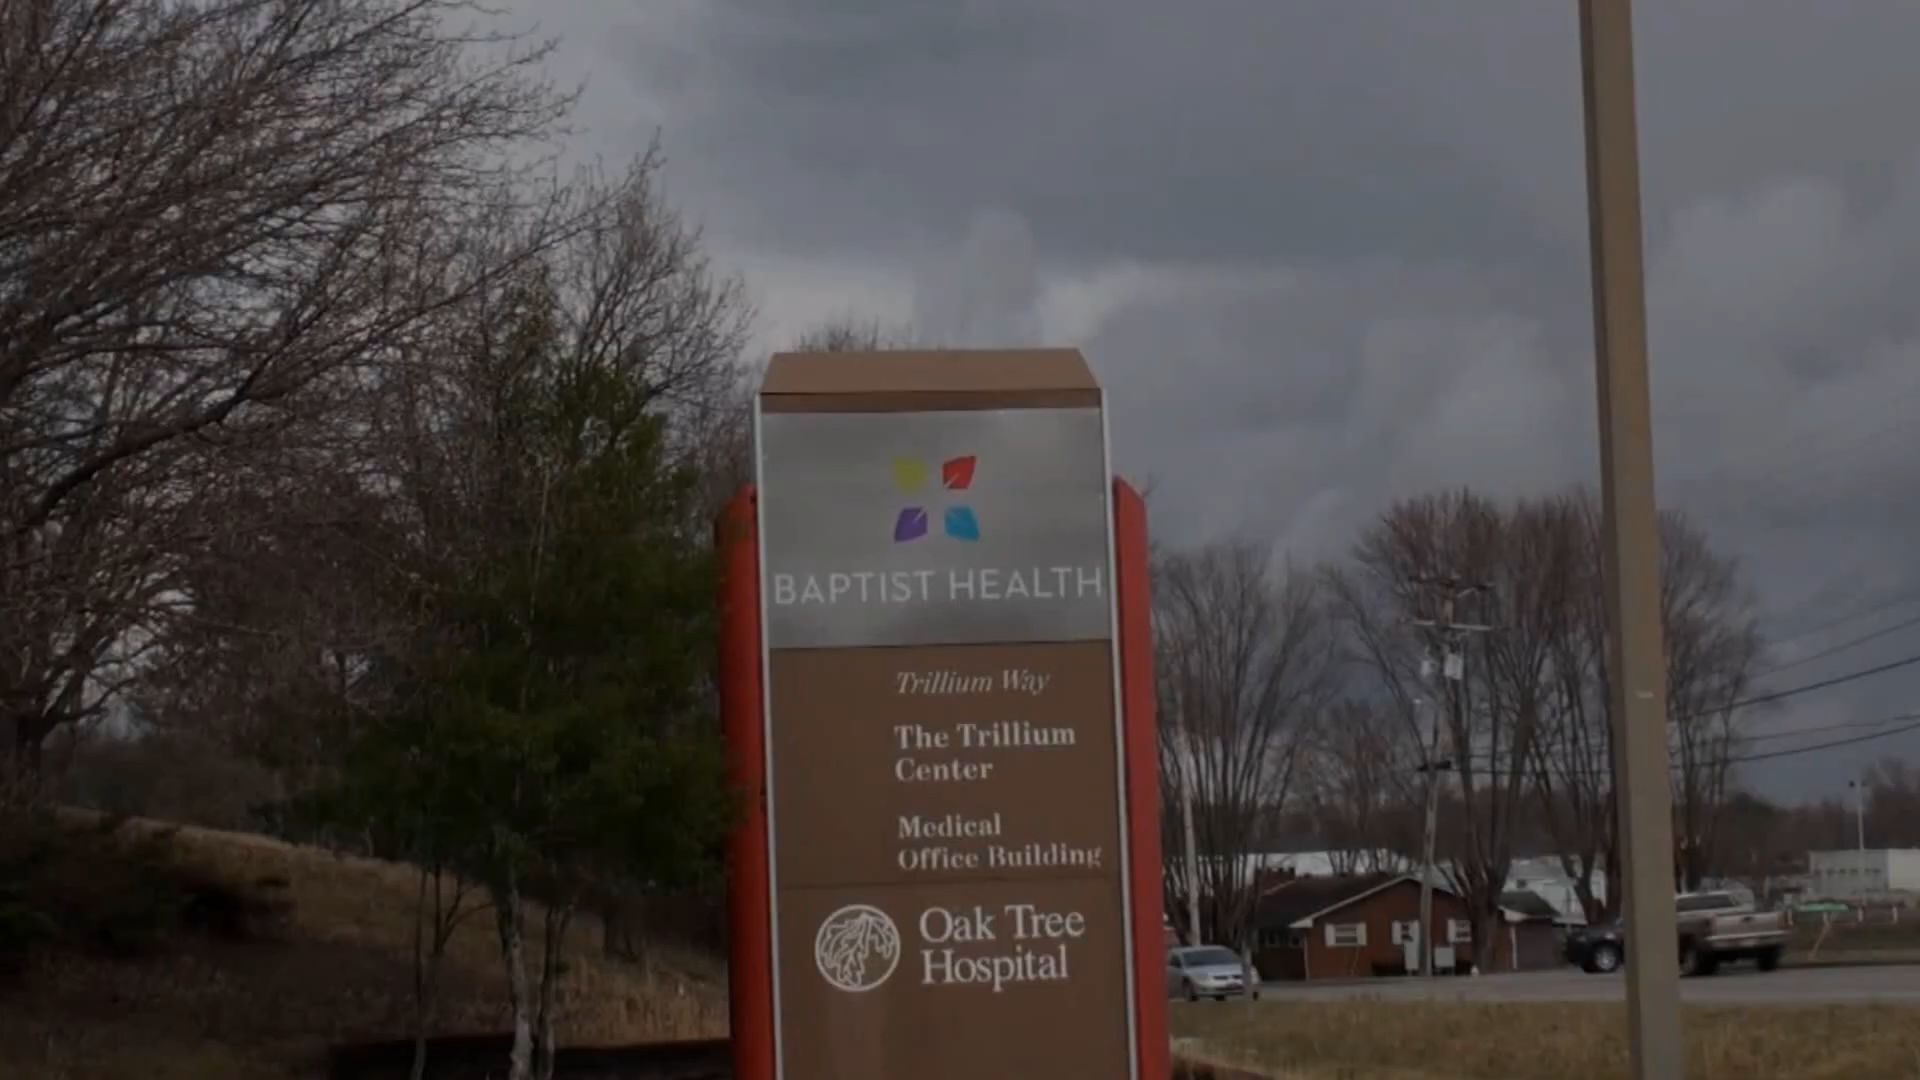 BAPTIST HEALTH
Trillium Way
The Trillium
Center
Medical
Office Building
Oak Tree
Hospital